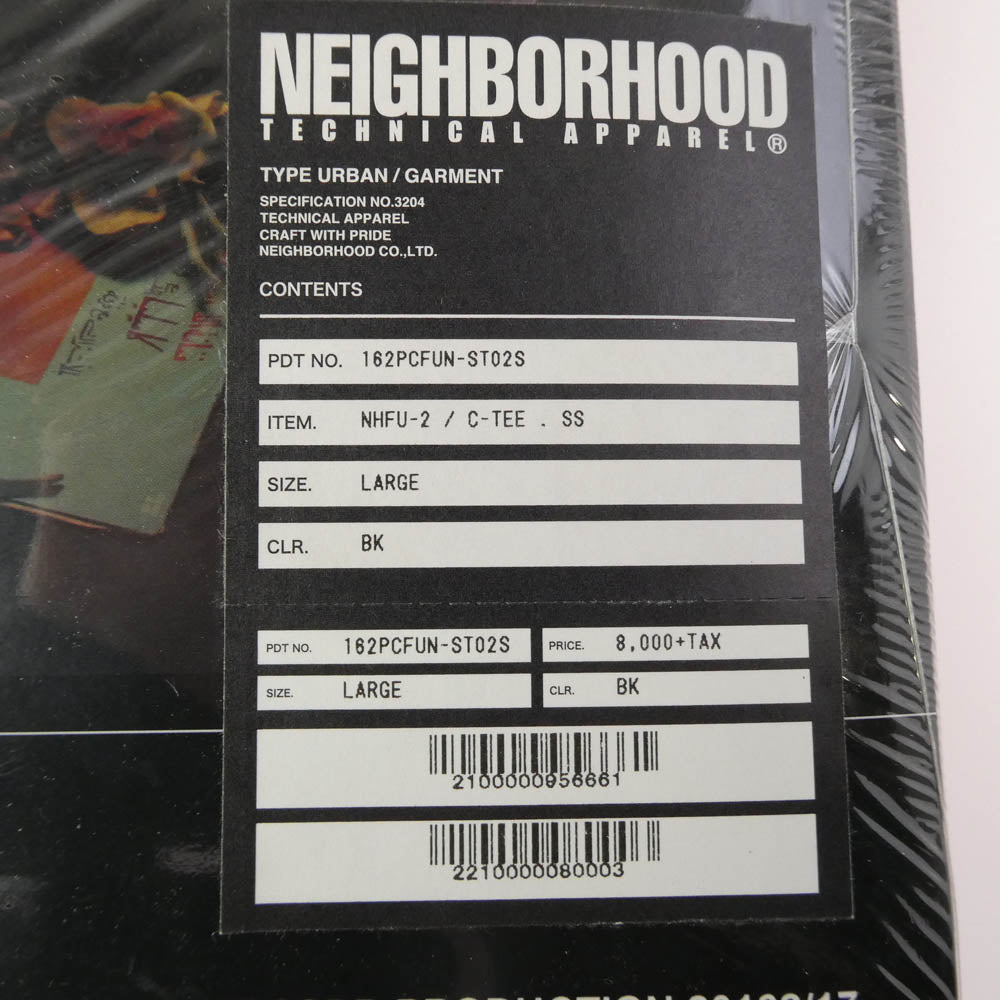 NEIGHBORHOOD
TECHNICAL APPAREL®
TYPE URBAN / GARMENT
SPECIFICATION NO.3204
TECHNICAL APPAREL
CRAFT WITH PRIDE
NEIGHBORHOOD CO.,LTD.
CONTENTS
PDT NO. 162PCFUN-ST02S
ITEM. NHFU-2 / C-TEE . SS
SIZE. LARGE
CLR. BK
PDT NO. 162PCFUN-ST02S PRICE. 8,000+TAX
SIZE. LARGE CLR. BK
2100000956661
2210000080003
PRODUCTION